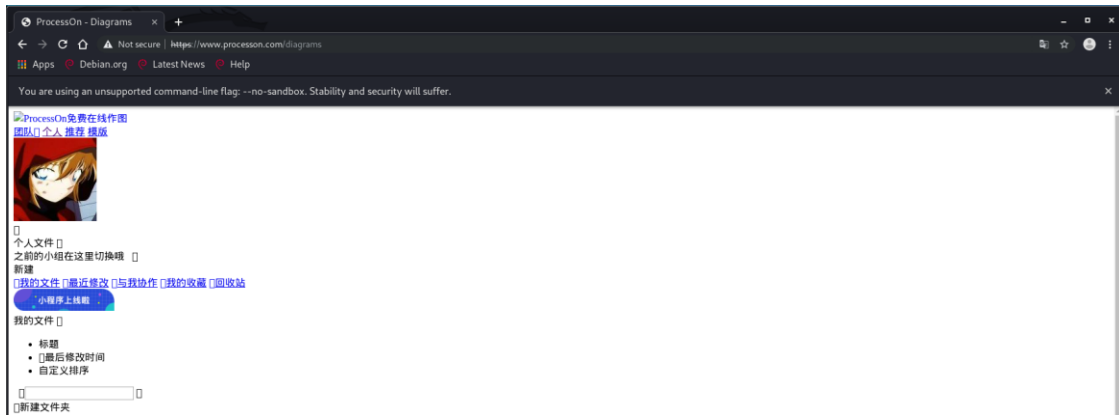 ProcessOn - Diagrams
Not secure | https://www.processon.com/diagrams
Apps Debian.org Latest News Help
You are using an unsupported command-line flag: --no-sandbox. Stability and security will suffer.
ProcessOn免费在线作图
团队 个人 推荐 模版
个人文件
之前的小组在这里切换哦
新建
我的文件 最近修改 与我协作 我的收藏 回收站
小程序上线啦
我的文件
标题
最后修改时间
自定义排序
新建文件夹